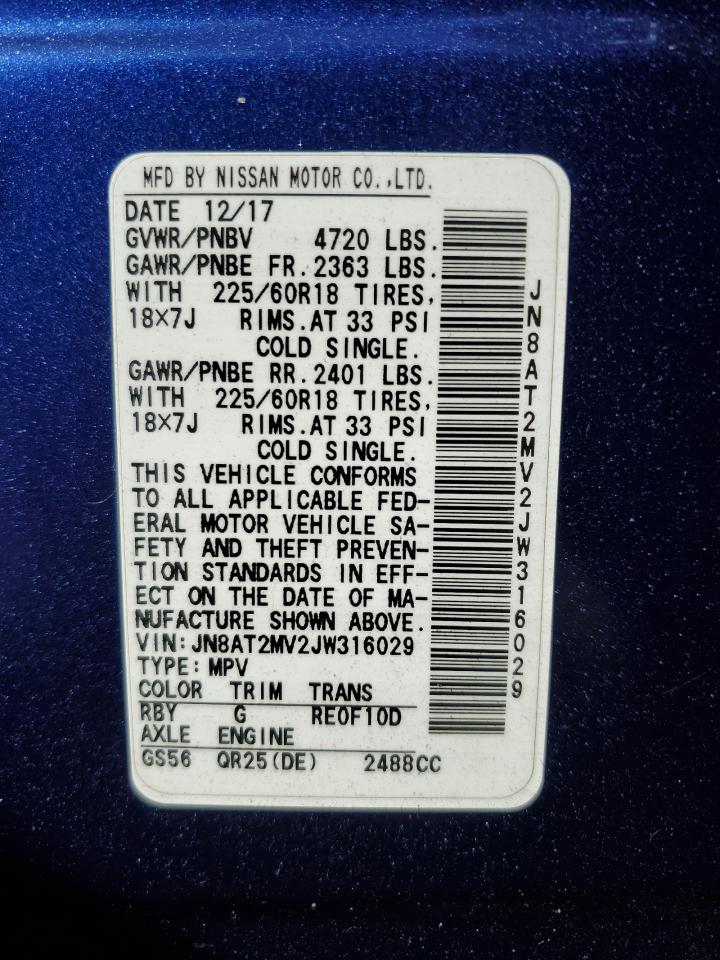 MFD BY NISSAN MOTOR CO.,LTD.
DATE 12/17
GVWR/PNBV 4720 LBS.
GAWR/PNBE FR.2363 LBS.
WITH 225/60R18 TIRES,
18×7J RIMS.AT 33 PSI
COLD SINGLE.
GAWR/PNBE RR.2401 LBS.
WITH 225/60R18 TIRES,
18×7J RIMS.AT 33 PSI
COLD SINGLE.
THIS VEHICLE CONFORMS
TO ALL APPLICABLE FED-
ERAL MOTOR VEHICLE SA-
FETY AND THEFT PREVEN-
TION STANDARDS IN EFF-
ECT ON THE DATE OF MA-
NUFACTURE SHOWN ABOVE.
VIN:JN8AT2MV2JW316029
TYPE:MPV
COLOR TRIM TRANS
RBY G RE0F10D
AXLE ENGINE
GS56 QR25(DE) 2488CC
JN8AT2MV2JW316029